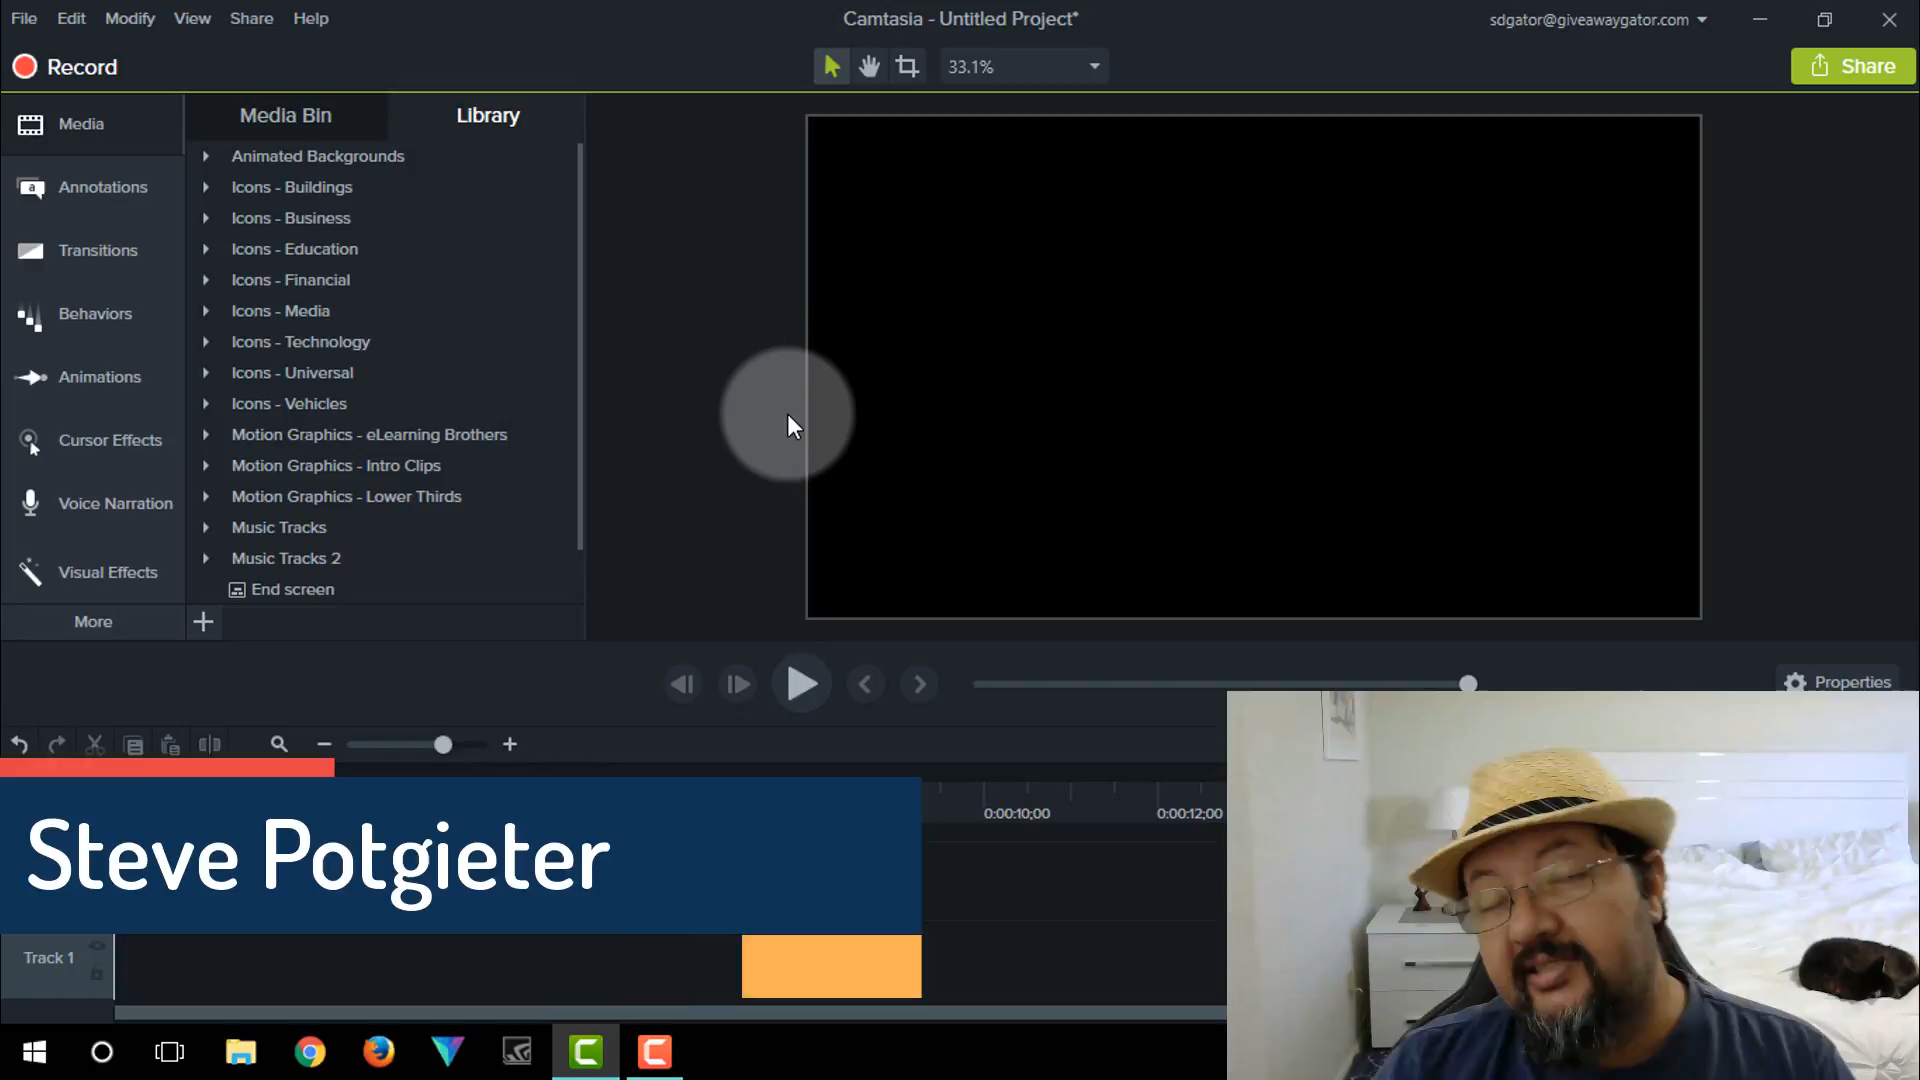 File Edit Modify View Share Help
Camtasia - Untitled Project*
sdgator@giveawaygator.com
Record
33.1%
Share
Media
Annotations
Transitions
Behaviors
Animations
Cursor Effects
Voice Narration
Visual Effects
More
Media Bin
Library
Animated Backgrounds
Icons - Buildings
Icons - Business
Icons - Education
Icons - Financial
Icons - Media
Icons - Technology
Icons - Universal
Icons - Vehicles
Motion Graphics - eLearning Brothers
Motion Graphics - Intro Clips
Motion Graphics - Lower Thirds
Music Tracks
Music Tracks 2
End screen
Properties
0:00:10;00 0:00:12;00
Steve Potgieter
Track 1